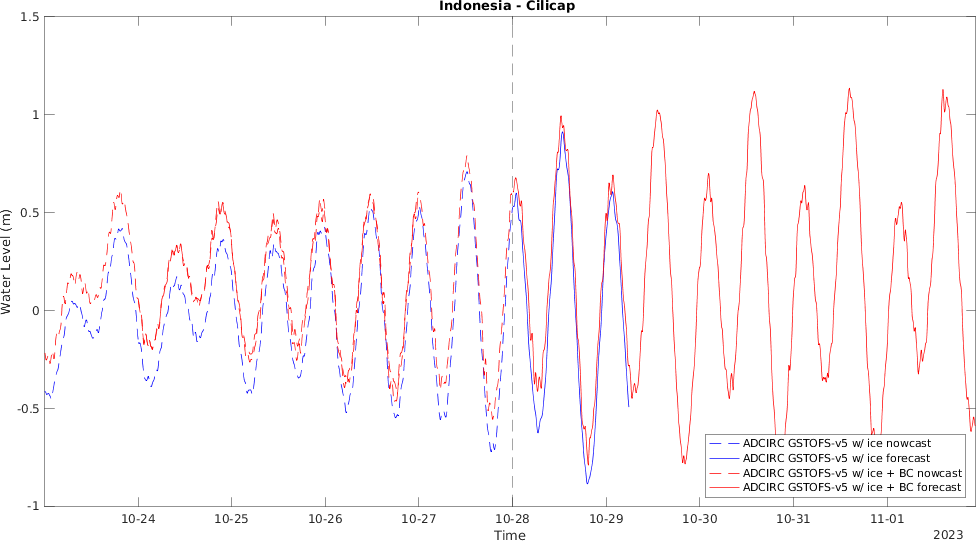 Indonesia - Cilicap
Water Level (m)
1.5
1
0.5
0
-0.5
-1
10-24
10-25
10-26
10-27
10-28
10-29
10-30
10-31
11-01
Time
2023
ADCIRC GSTOFS-v5 w/ ice nowcast
ADCIRC GSTOFS-v5 w/ ice forecast
ADCIRC GSTOFS-v5 w/ ice + BC nowcast
ADCIRC GSTOFS-v5 w/ ice + BC forecast